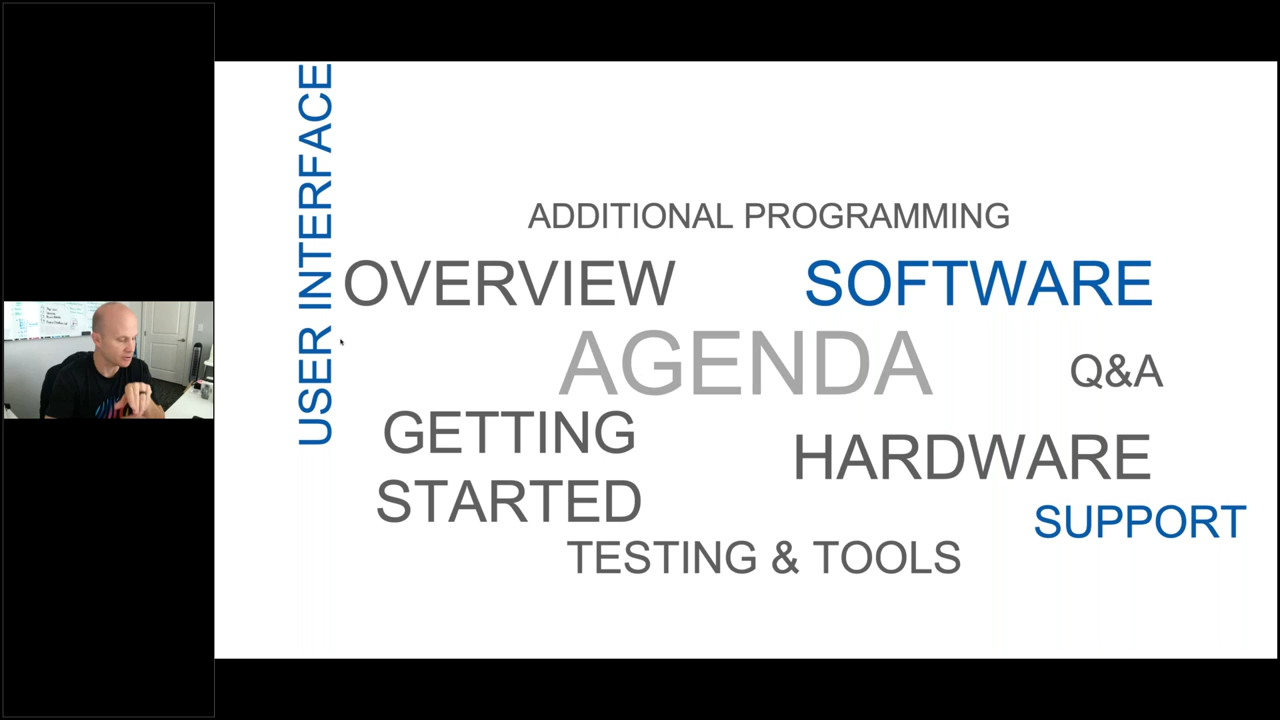 USER INTERFACE
ADDITIONAL PROGRAMMING
OVERVIEW
SOFTWARE
AGENDA
Q&A
GETTING
STARTED
HARDWARE
SUPPORT
TESTING & TOOLS